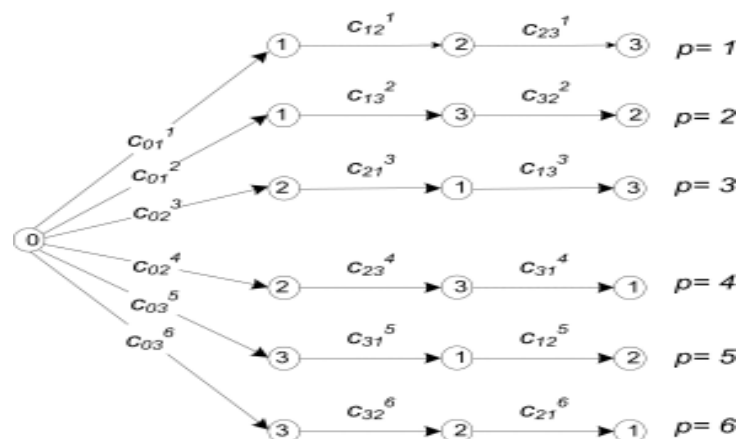 c₁₂¹ c₂₃¹
1 2 3 p= 1
c₁₃² c₃₂²
1 3 2 p= 2
c₀₁¹
c₀₁²
c₂₁³ c₁₃³
2 1 3 p= 3
c₀₂³
0
c₀₂⁴
c₂₃⁴ c₃₁⁴
2 3 1 p= 4
c₀₃⁵
c₀₃⁶
c₃₁⁵ c₁₂⁵
3 1 2 p= 5
c₃₂⁶ c₂₁⁶
3 2 1 p= 6